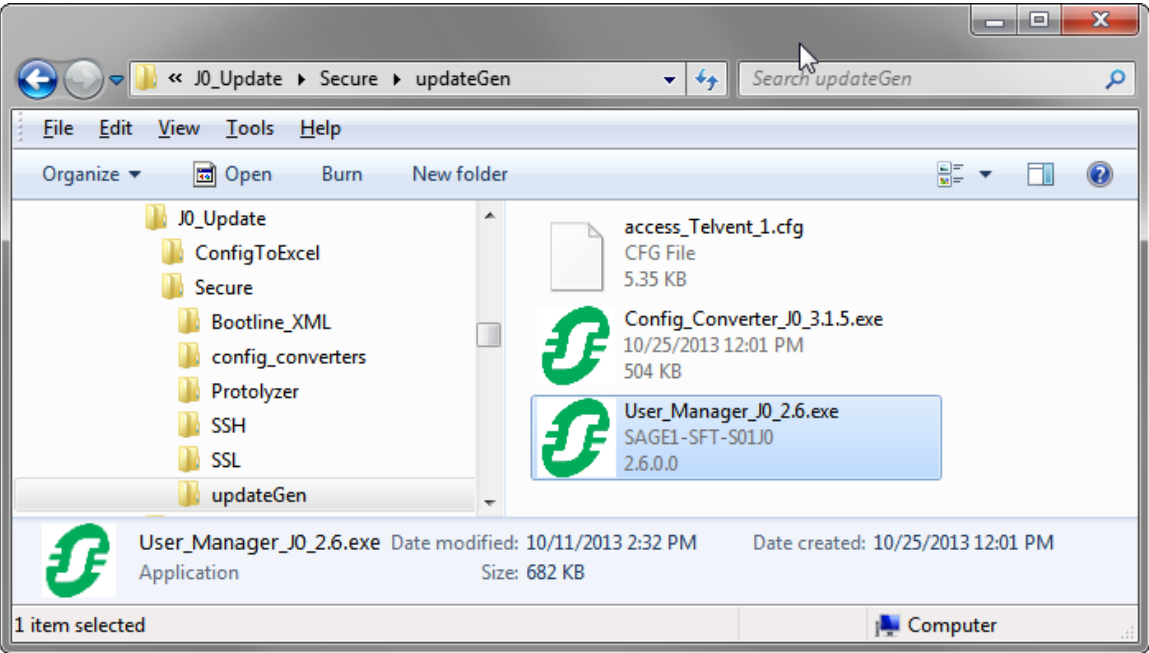 « J0_Update ▸ Secure ▸ updateGen
Search updateGen
File Edit View Tools Help
Organize ▾ Open Burn New folder
J0_Update
ConfigToExcel
Secure
Bootline_XML
config_converters
Protolyzer
SSH
SSL
updateGen
access_Telvent_1.cfg
CFG File
5.35 KB
Config_Converter_J0_3.1.5.exe
10/25/2013 12:01 PM
504 KB
User_Manager_J0_2.6.exe
SAGE1-SFT-S01J0
2.6.0.0
User_Manager_J0_2.6.exe Date modified: 10/11/2013 2:32 PM Date created: 10/25/2013 12:01 PM
Application Size: 682 KB
1 item selected Computer